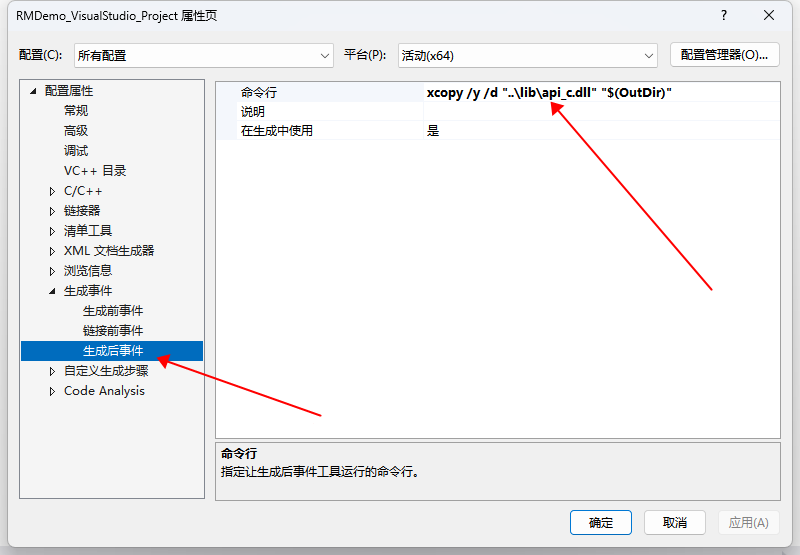 RMDemo_VisualStudio_Project 属性页
?
配置(C): 所有配置 平台(P): 活动(x64) 配置管理器(O)...
配置属性
常规
高级
调试
VC++ 目录
C/C++
链接器
清单工具
XML 文档生成器
浏览信息
生成事件
生成前事件
链接前事件
生成后事件
自定义生成步骤
Code Analysis
命令行 xcopy /y /d "..\lib\api_c.dll" "$(OutDir)"
说明
在生成中使用 是
命令行
指定让生成后事件工具运行的命令行。
确定 取消 应用(A)